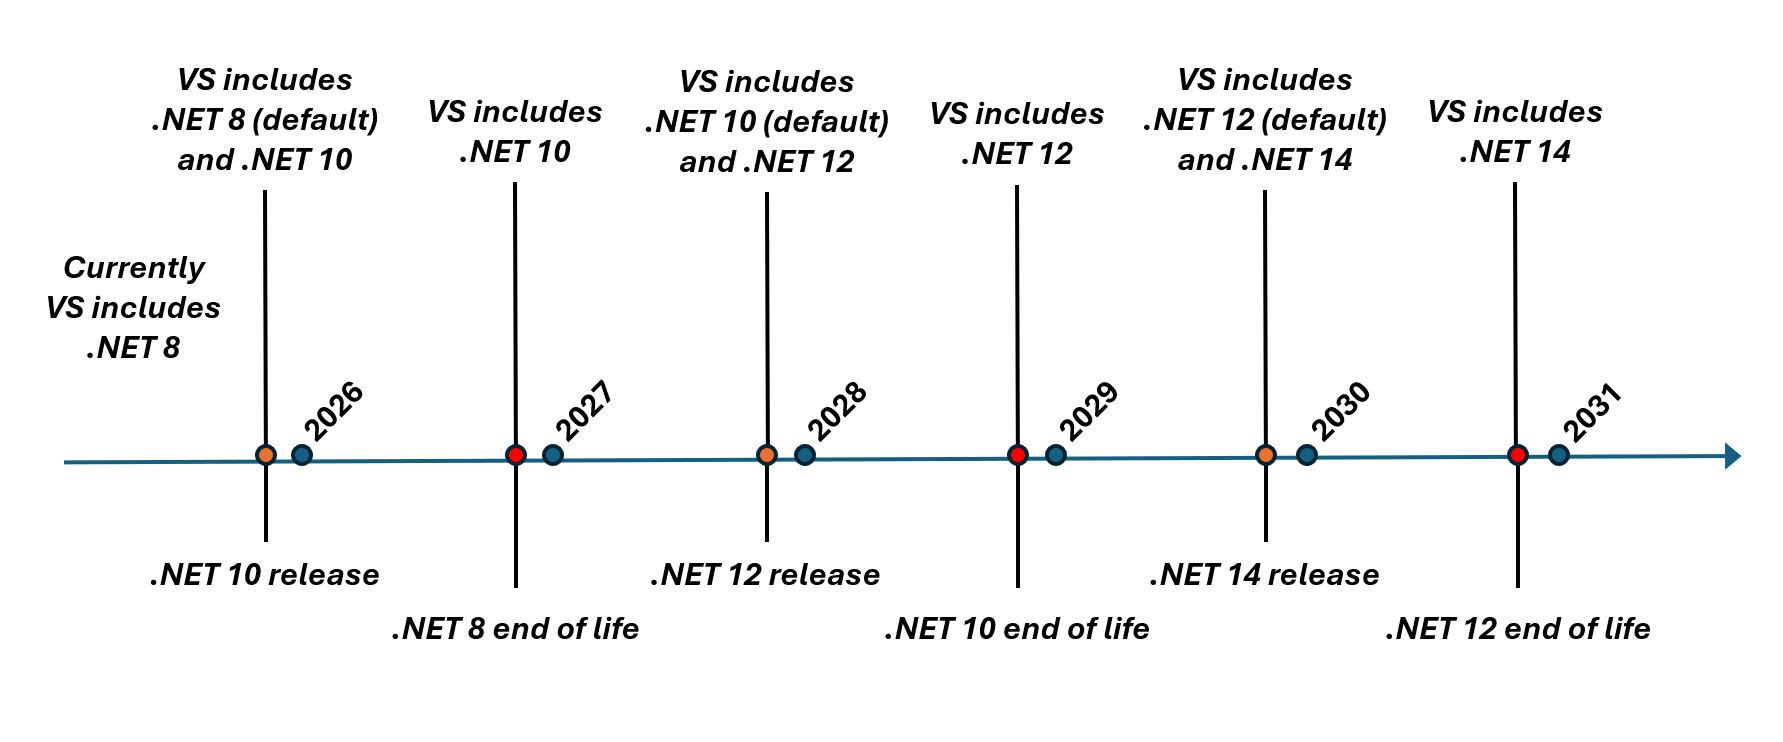 VS includes
.NET 8 (default)
and .NET 10
VS includes
.NET 10
VS includes
.NET 10 (default)
and .NET 12
VS includes
.NET 12
VS includes
.NET 12 (default)
and .NET 14
VS includes
.NET 14
Currently
VS includes
.NET 8
2026
2027
2028
2029
2030
2031
.NET 10 release
.NET 8 end of life
.NET 12 release
.NET 10 end of life
.NET 14 release
.NET 12 end of life